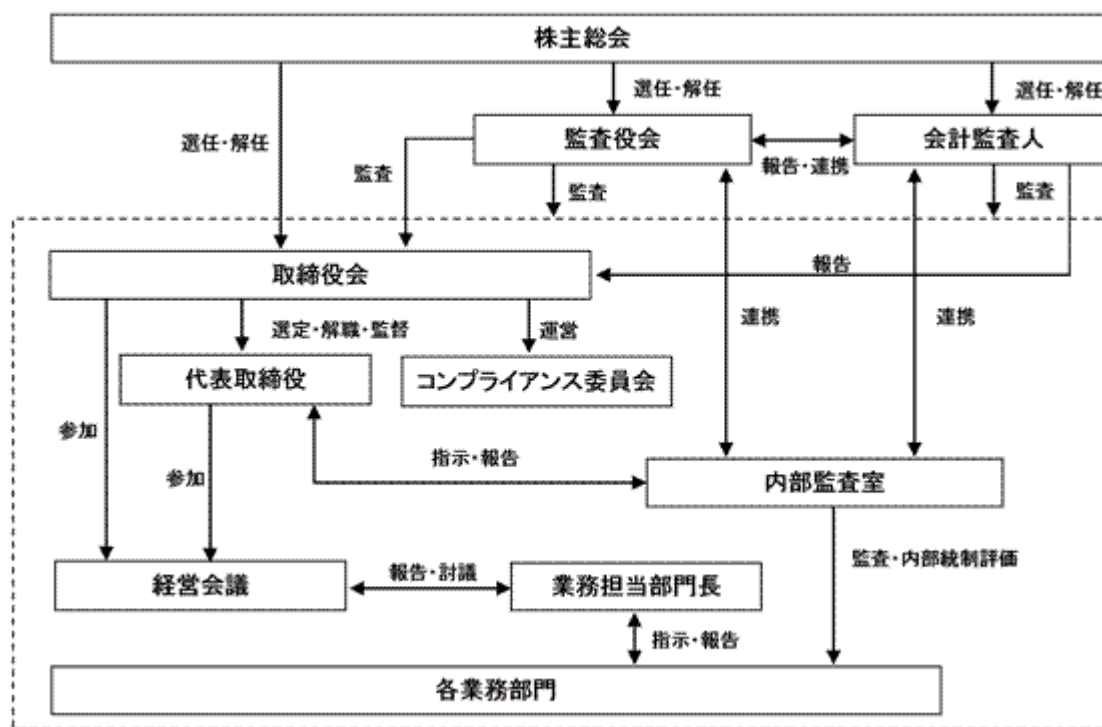 株主総会
選任・解任
選任・解任
選任・解任
監査役会
会計監査人
報告・連携
監査
監査
監査
取締役会
報告
選定・解職・監督
運営
連携
連携
代表取締役
コンプライアンス委員会
参加
参加
指示・報告
内部監査室
監査・内部統制評価
経営会議
報告・討議
業務担当部門長
指示・報告
各業務部門